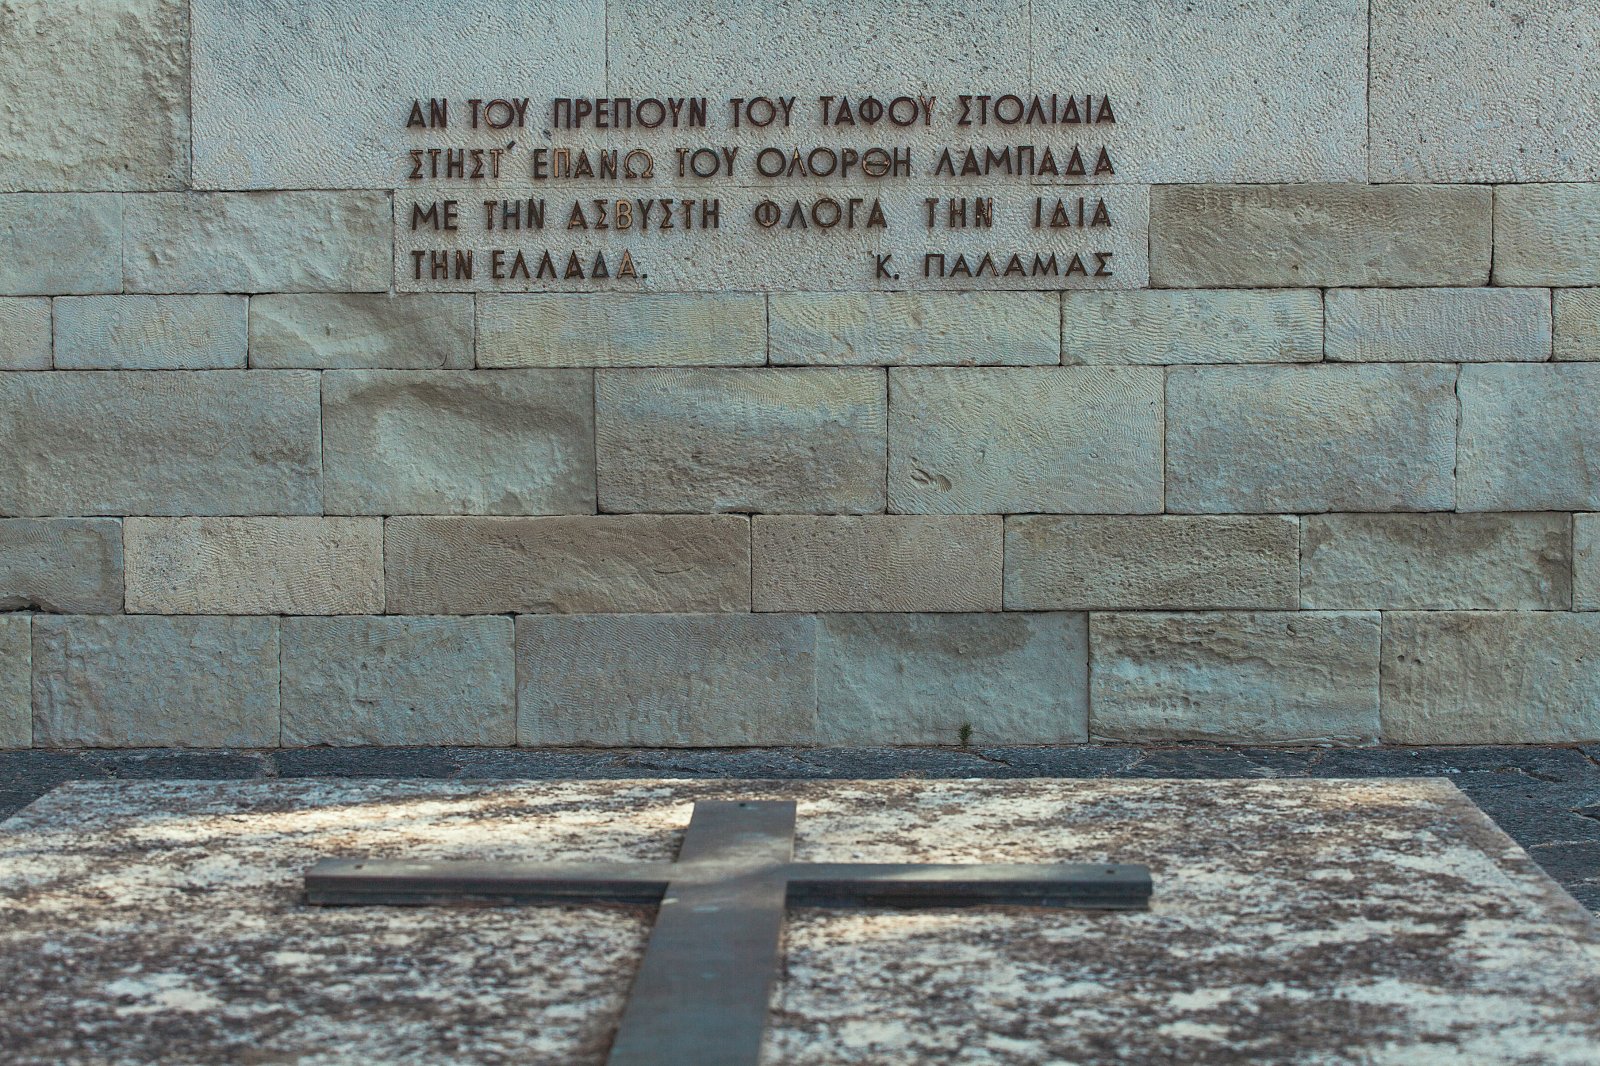 ΑΝ ΤΟΥ ΠΡΕΠΟΥΝ ΤΟΥ ΤΑΦΟΥ ΣΤΟΛΙΔΙΑ
ΣΤΗΣΤ΄ ΕΠΑΝΩ ΤΟΥ ΟΛΟΡΘΗ ΛΑΜΠΑΔΑ
ΜΕ ΤΗΝ ΑΣΒΥΣΤΗ ΦΛΟΓΑ ΤΗΝ ΙΔΙΑ
ΤΗΝ ΕΛΛΑΔΑ. Κ. ΠΑΛΑΜΑΣ